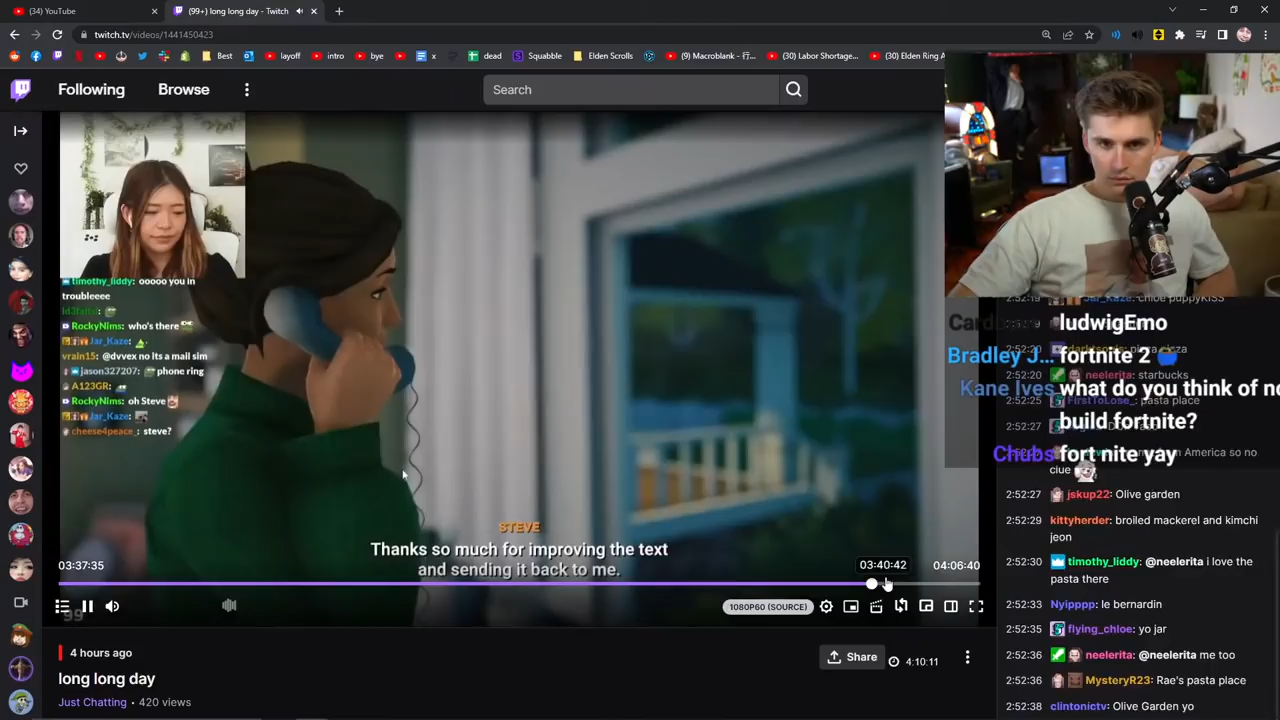 (34) YouTube
(99+) long long day - Twitch
twitch.tv/videos/1441450423
Best
layoff
intro
bye
x
dead
Squabble
Elden Scrolls
(9) Macroblank - 行...
(30) Labor Shortage...
(30) Elden Ring
Following
Browse
Search
timothy_liddy: ooooo you in
troubleeee
RockyNims: who's there
Jar_Kaze:
vrain15: @dvvex no its a mail sim
jason327207: phone ring
A123GR:
RockyNims: oh Steve
Jar_Kaze:
cheese4peace_: steve?
STEVE
Thanks so much for improving the text
and sending it back to me.
03:37:35
03:40:42
04:06:40
1080P60 (SOURCE)
99
4 hours ago
Share
4:10:11
long long day
Just Chatting • 420 views
2:52:19 Jar_Kaze: chloe puppyKISS
ludwigEmo
2:52:20
Bradley J... fortnite 2
2:52:20 neelerita: starbucks
Kane Ives what do you think of no
build fortnite?
2:52:25 FirstToLose_: pasta place
2:52:27
Chubs fort nite yay
from America so no
clue
2:52:27 jskup22: Olive garden
2:52:29 kittyherder: broiled mackerel and kimchi
jeon
2:52:30 timothy_liddy: @neelerita i love the
pasta there
2:52:33 Nyipppp: le bernardin
2:52:35 flying_chloe: yo jar
2:52:36 neelerita: @neelerita me too
2:52:36 MysteryR23: Rae's pasta place
2:52:38 clintonictv: Olive Garden yo